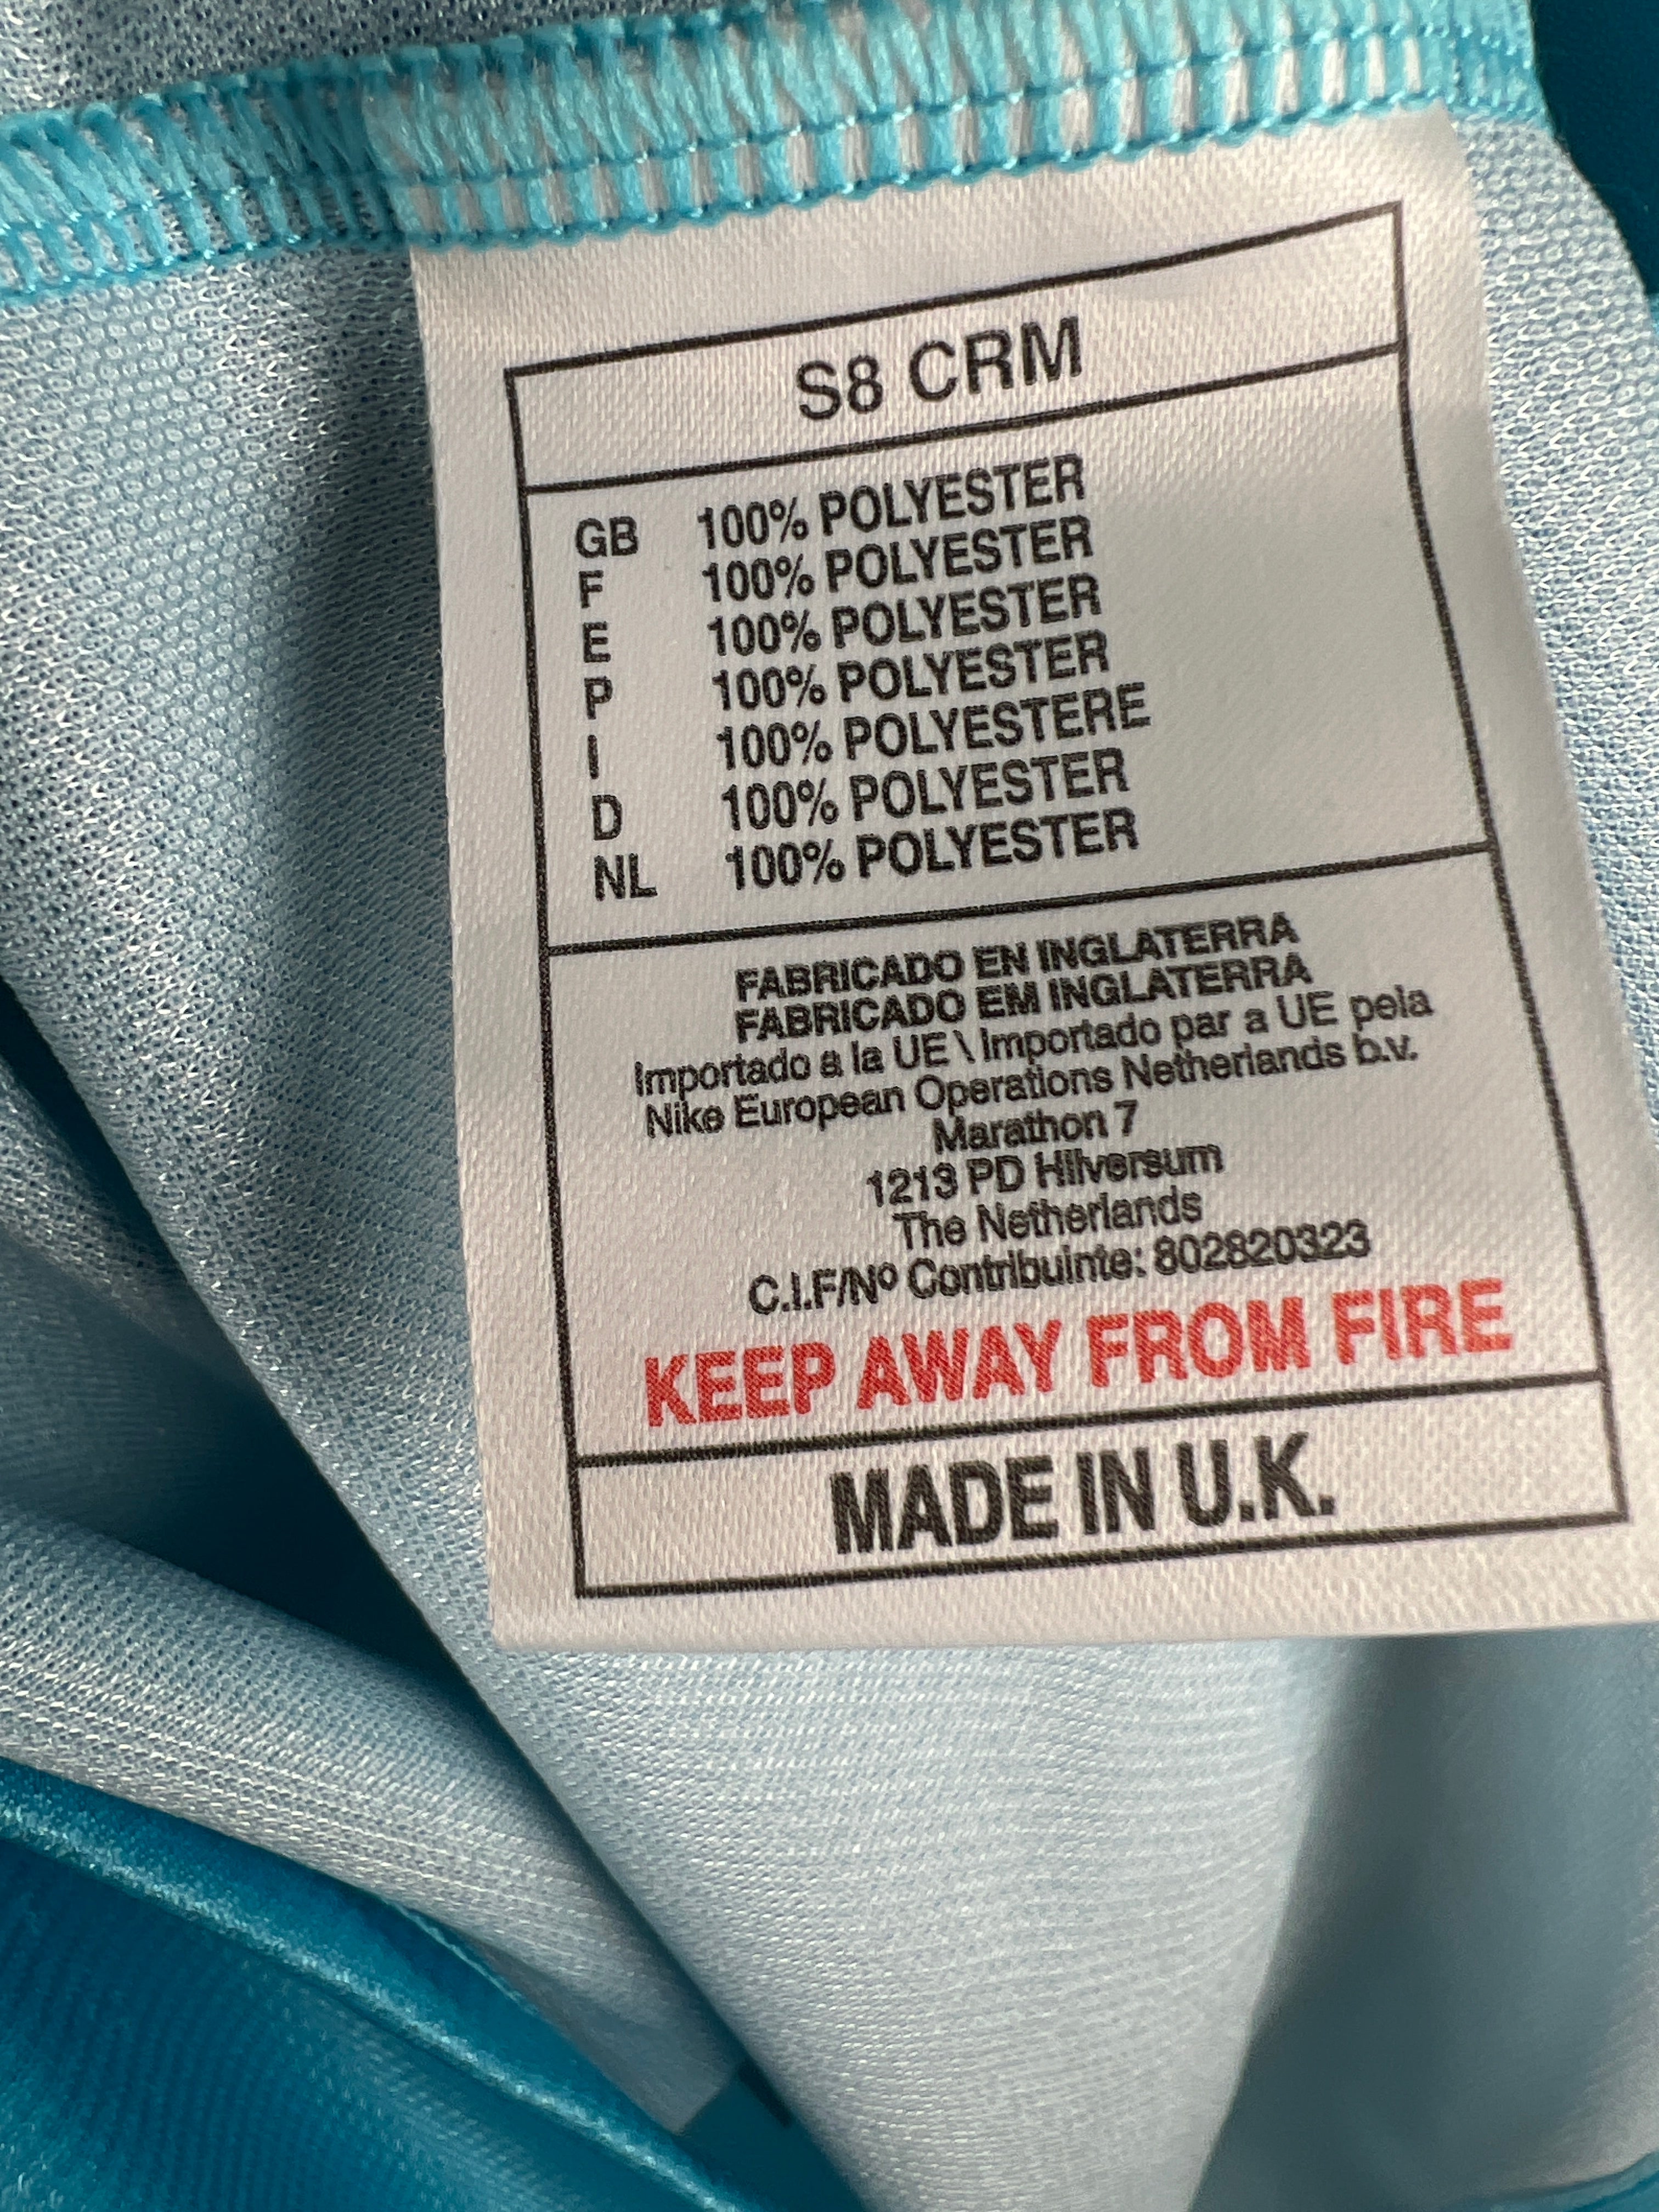 S8 CRM
GB 100% POLYESTER
F 100% POLYESTER
E 100% POLYESTER
P 100% POLYESTER
I 100% POLYESTERE
D 100% POLYESTER
NL 100% POLYESTER
FABRICADO EN INGLATERRA
FABRICADO EM INGLATERRA
Importado a la UE \ Importado par a UE pela
Nike European Operations Netherlands b.v.
Marathon 7
1213 PD Hilversum
The Netherlands
C.I.F/Nº Contribuinte: 802820323
KEEP AWAY FROM FIRE
MADE IN U.K.